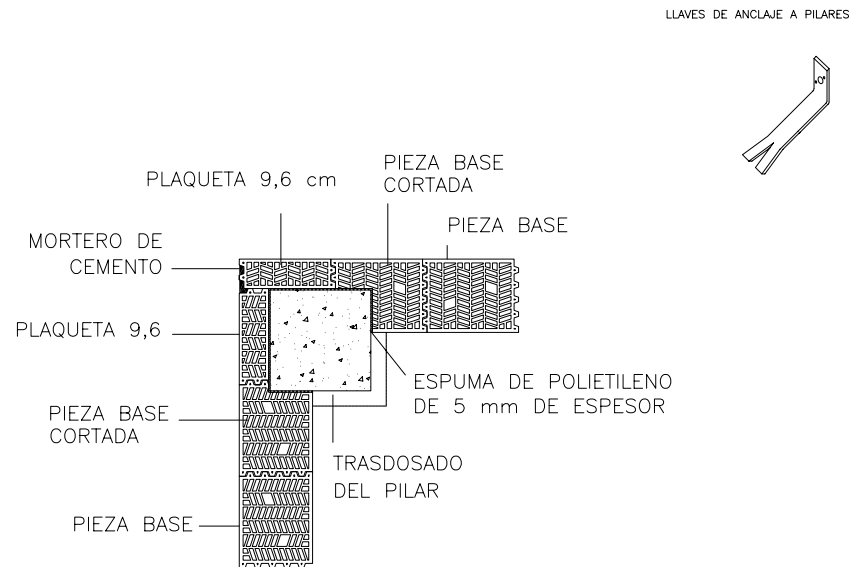 LLAVES DE ANCLAJE A PILARES
PLAQUETA 9,6 cm
PIEZA BASE
CORTADA
PIEZA BASE
MORTERO DE
CEMENTO
PLAQUETA 9,6
ESPUMA DE POLIETILENO
DE 5 mm DE ESPESOR
PIEZA BASE
CORTADA
TRASDOSADO
DEL PILAR
PIEZA BASE